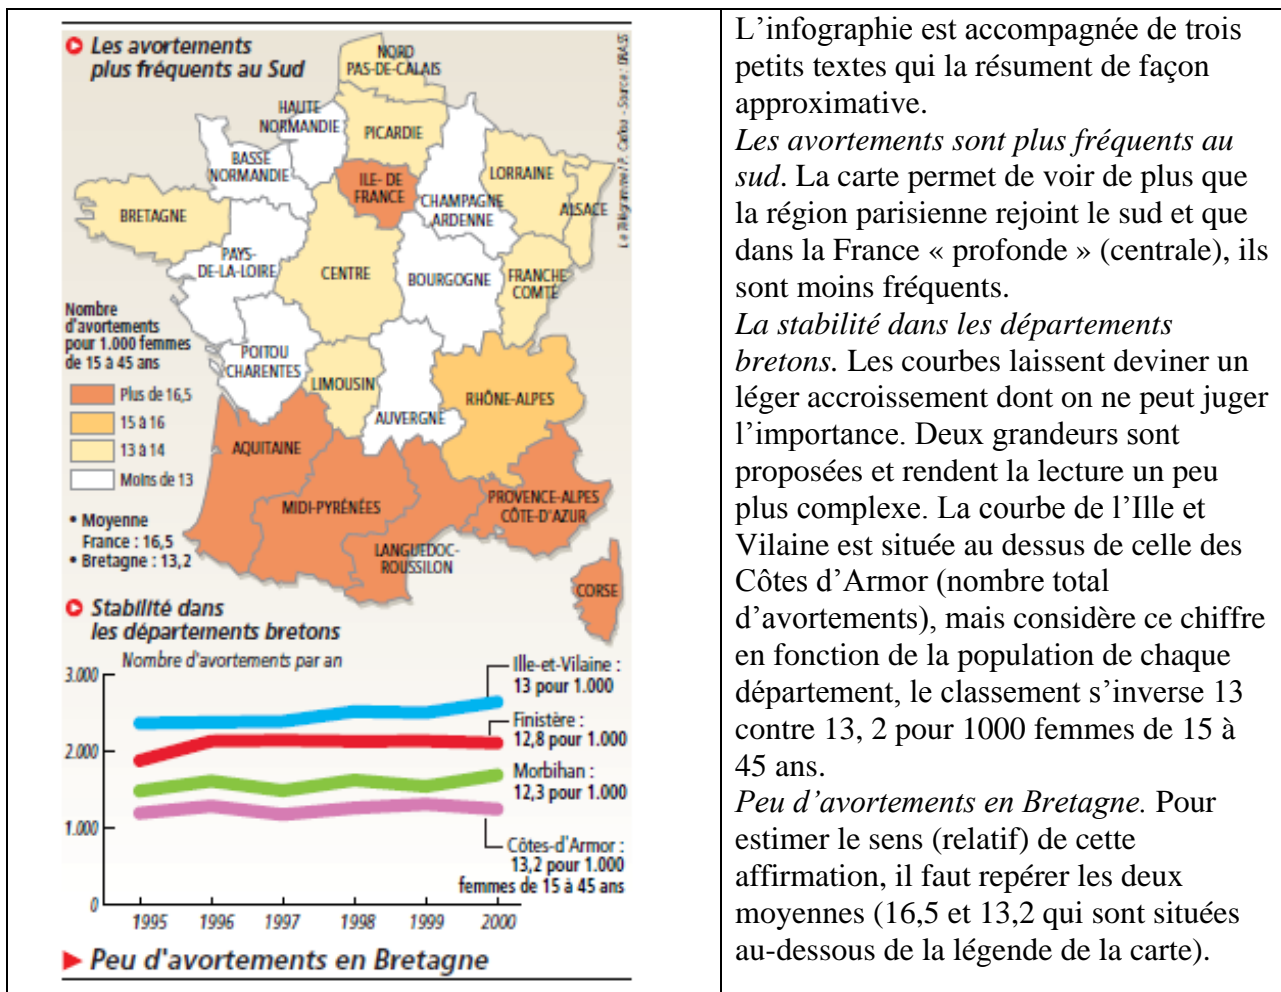 Les avortements
plus fréquents au Sud
Le Télégramme / P. Cadiou - Source : DRASS
NORD
PAS-DE-CALAIS
HAUTE
NORMANDIE
PICARDIE
BASSE
NORMANDIE
ILE- DE
FRANCE
CHAMPAGNE
ARDENNE
LORRAINE
ALSACE
BRETAGNE
PAYS-
DE-LA-LOIRE
CENTRE
BOURGOGNE
FRANCHE
COMTÉ
Nombre
d'avortements
pour 1.000 femmes
de 15 à 45 ans
Plus de 16,5
15 à 16
13 à 14
Moins de 13
POITOU
CHARENTES
LIMOUSIN
AUVERGNE
RHÔNE-ALPES
AQUITAINE
MIDI-PYRÉNÉES
PROVENCE-ALPES
CÔTE-D'AZUR
LANGUEDOC-
ROUSSILON
CORSE
• Moyenne
France : 16,5
• Bretagne : 13,2
Stabilité dans
les départements bretons
Nombre d'avortements par an
3.000
2.000
1.000
0
1995 1996 1997 1998 1999 2000
Ille-et-Vilaine :
13 pour 1.000
Finistère :
12,8 pour 1.000
Morbihan :
12,3 pour 1.000
Côtes-d'Armor :
13,2 pour 1.000
femmes de 15 à 45 ans
Peu d'avortements en Bretagne
L'infographie est accompagnée de trois
petits textes qui la résument de façon
approximative.
Les avortements sont plus fréquents au
sud. La carte permet de voir de plus que
la région parisienne rejoint le sud et que
dans la France « profonde » (centrale), ils
sont moins fréquents.
La stabilité dans les départements
bretons. Les courbes laissent deviner un
léger accroissement dont on ne peut juger
l'importance. Deux grandeurs sont
proposées et rendent la lecture un peu
plus complexe. La courbe de l'Ille et
Vilaine est située au dessus de celle des
Côtes d'Armor (nombre total
d'avortements), mais considère ce chiffre
en fonction de la population de chaque
département, le classement s'inverse 13
contre 13, 2 pour 1000 femmes de 15 à
45 ans.
Peu d'avortements en Bretagne. Pour
estimer le sens (relatif) de cette
affirmation, il faut repérer les deux
moyennes (16,5 et 13,2 qui sont situées
au-dessous de la légende de la carte).